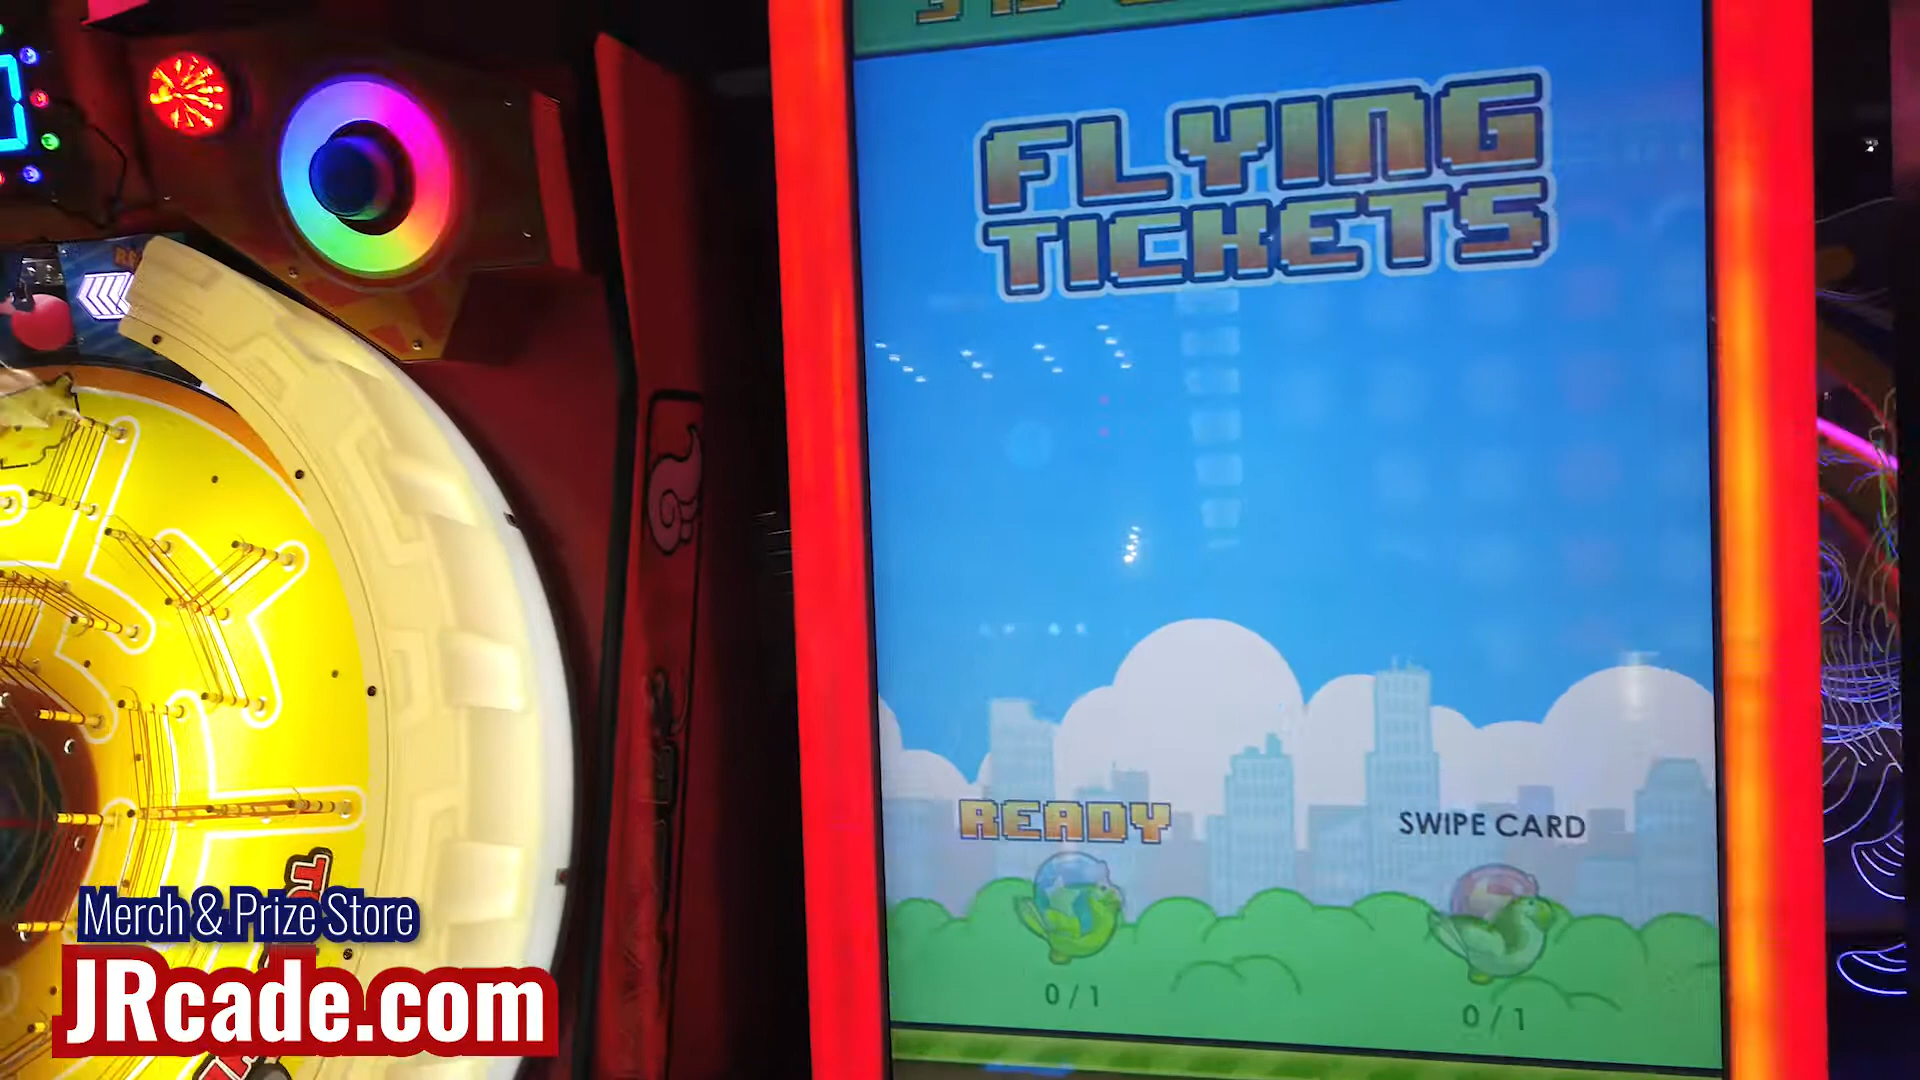 FLYING
TICKETS
READY
SWIPE CARD
0 / 1
0 / 1
Merch & Prize Store
JRcade.com